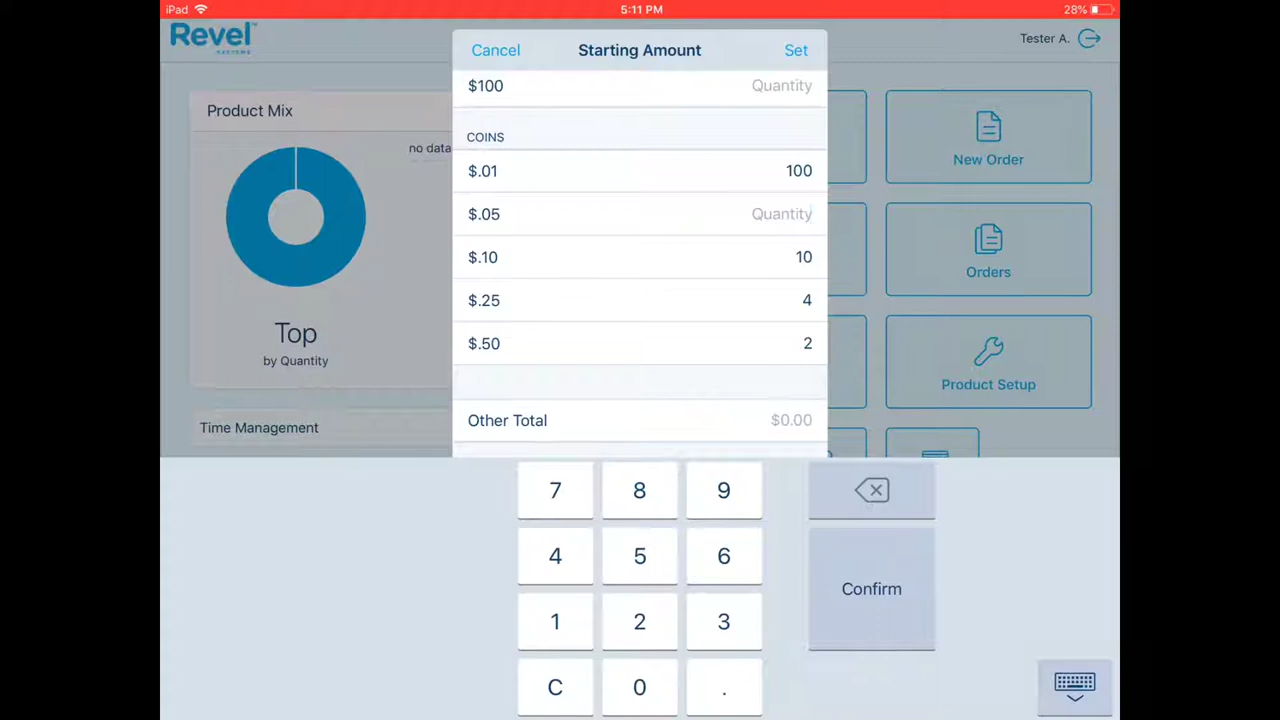 iPad 5:11 PM 28%
Revel™
SYSTEMS
Tester A.
Cancel Starting Amount Set
$100 Quantity
Product Mix
no data
COINS
$.01 100
$.05 Quantity
$.10 10
$.25 4
$.50 2
Other Total $0.00
Top
by Quantity
Time Management
New Order
Orders
Product Setup
7 8 9
4 5 6
Confirm
1 2 3
C 0 .